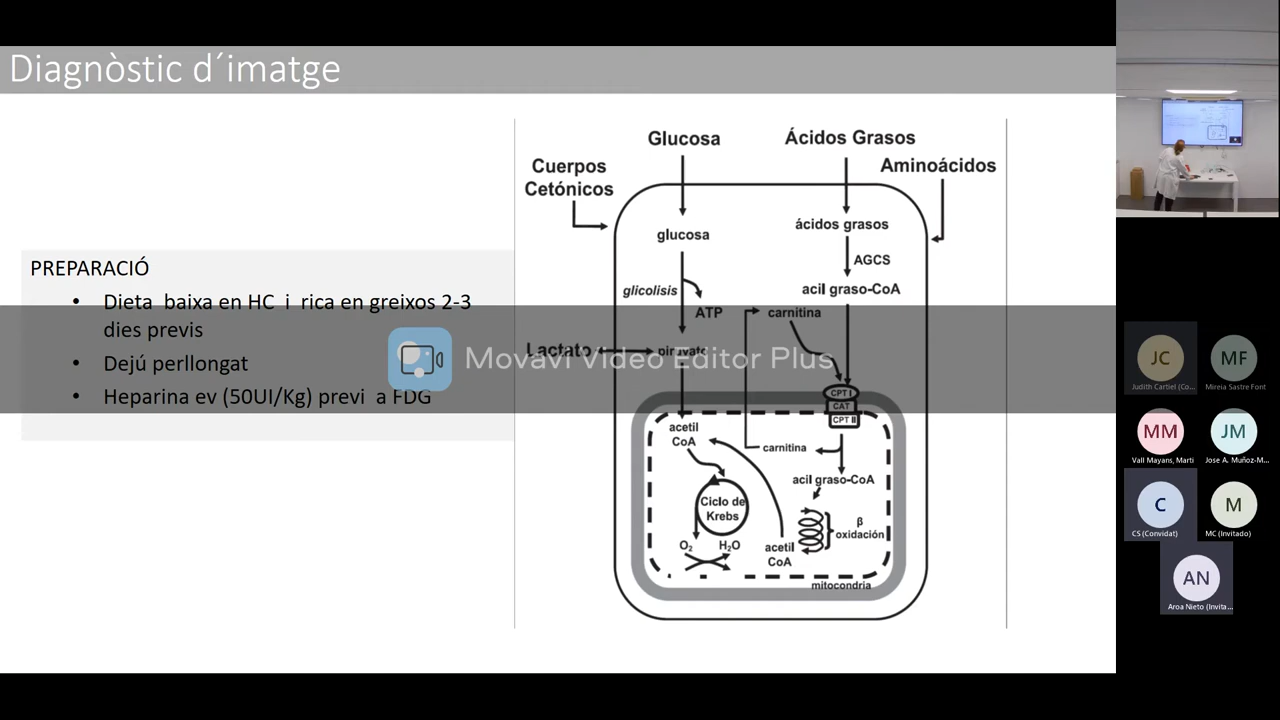 Diagnòstic d´imatge
PREPARACIÓ
• Dieta baixa en HC i rica en greixos 2-3
dies previs
• Dejú perllongat
• Heparina ev (50UI/Kg) previ a FDG
Movavi Video Editor Plus
Glucosa
Ácidos Grasos
Cuerpos
Cetónicos
Aminoácidos
glucosa
ácidos grasos
AGCS
glicolisis
acil graso-CoA
ATP
carnitina
Lactato
piruvato
CPT I
CAT
CPT II
acetil
CoA
carnitina
acil graso-CoA
Ciclo de
Krebs
β
oxidación
O2
H2O
acetil
CoA
mitocondria
JC
Judith Cartiel (Co...
MF
Mireia Sastre Font
MM
Vall Mayans, Marti
JM
Jose A. Muñoz-M...
C
CS (Convidat)
M
MC (Invitado)
AN
Aroa Nieto (Invita...